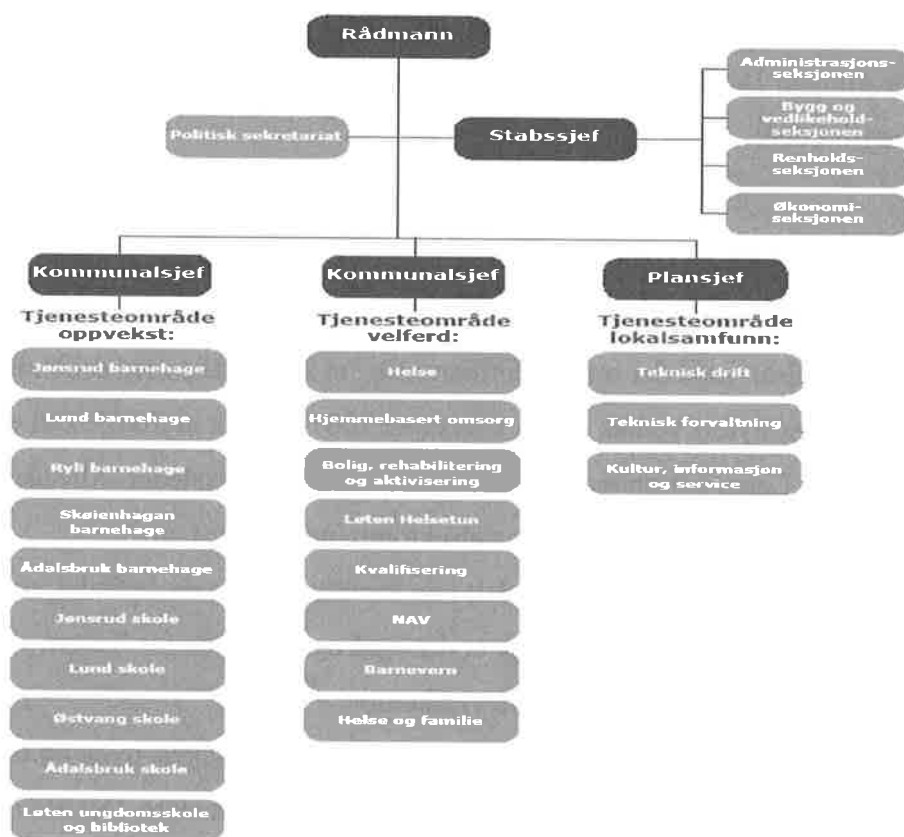 Rådmann
Politisk sekretariat
Stabssjef
Administrasjons-
seksjonen
Bygg og
vedlikehold-
seksjonen
Renholds-
seksjonen
Økonomi-
seksjonen
Kommunalsjef
Tjenesteområde
oppvekst:
Jønsrud barnehage
Lund barnehage
Ryli barnehage
Skøienhagan
barnehage
Ådalsbruk barnehage
Jønsrud skole
Lund skole
Østvang skole
Ådalsbruk skole
Løten ungdomsskole
og bibliotek
Kommunalsjef
Tjenesteområde
velferd:
Helse
Hjemmebasert omsorg
Bolig, rehabilitering
og aktivisering
Løten Helsetun
Kvalifisering
NAV
Barnevern
Helse og familie
Plansjef
Tjenesteområde
lokalsamfunn:
Teknisk drift
Teknisk forvaltning
Kultur, informasjon
og service